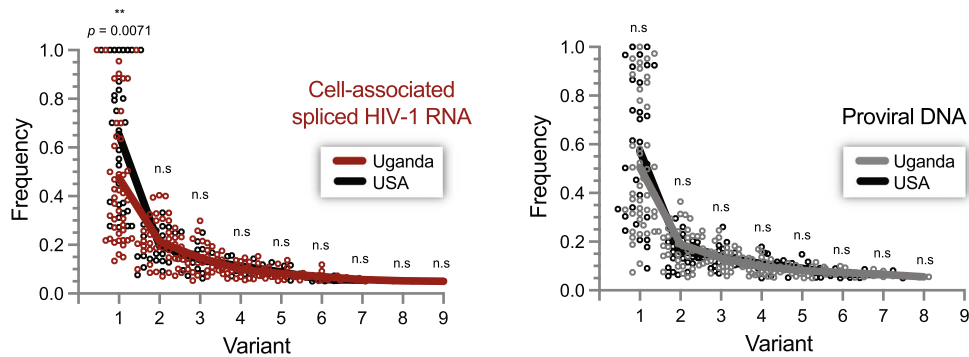 **
p = 0.0071
1.0
0.8
0.6
0.4
0.2
0.0
Frequency
n.s
n.s
n.s
n.s
n.s
n.s
n.s
n.s
Cell-associated
spliced HIV-1 RNA
Uganda
USA
1 2 3 4 5 6 7 8 9
Variant
n.s
1.0
0.8
0.6
0.4
0.2
0.0
Frequency
n.s
n.s
n.s
n.s
n.s
n.s
n.s
Proviral DNA
Uganda
USA
1 2 3 4 5 6 7 8 9
Variant